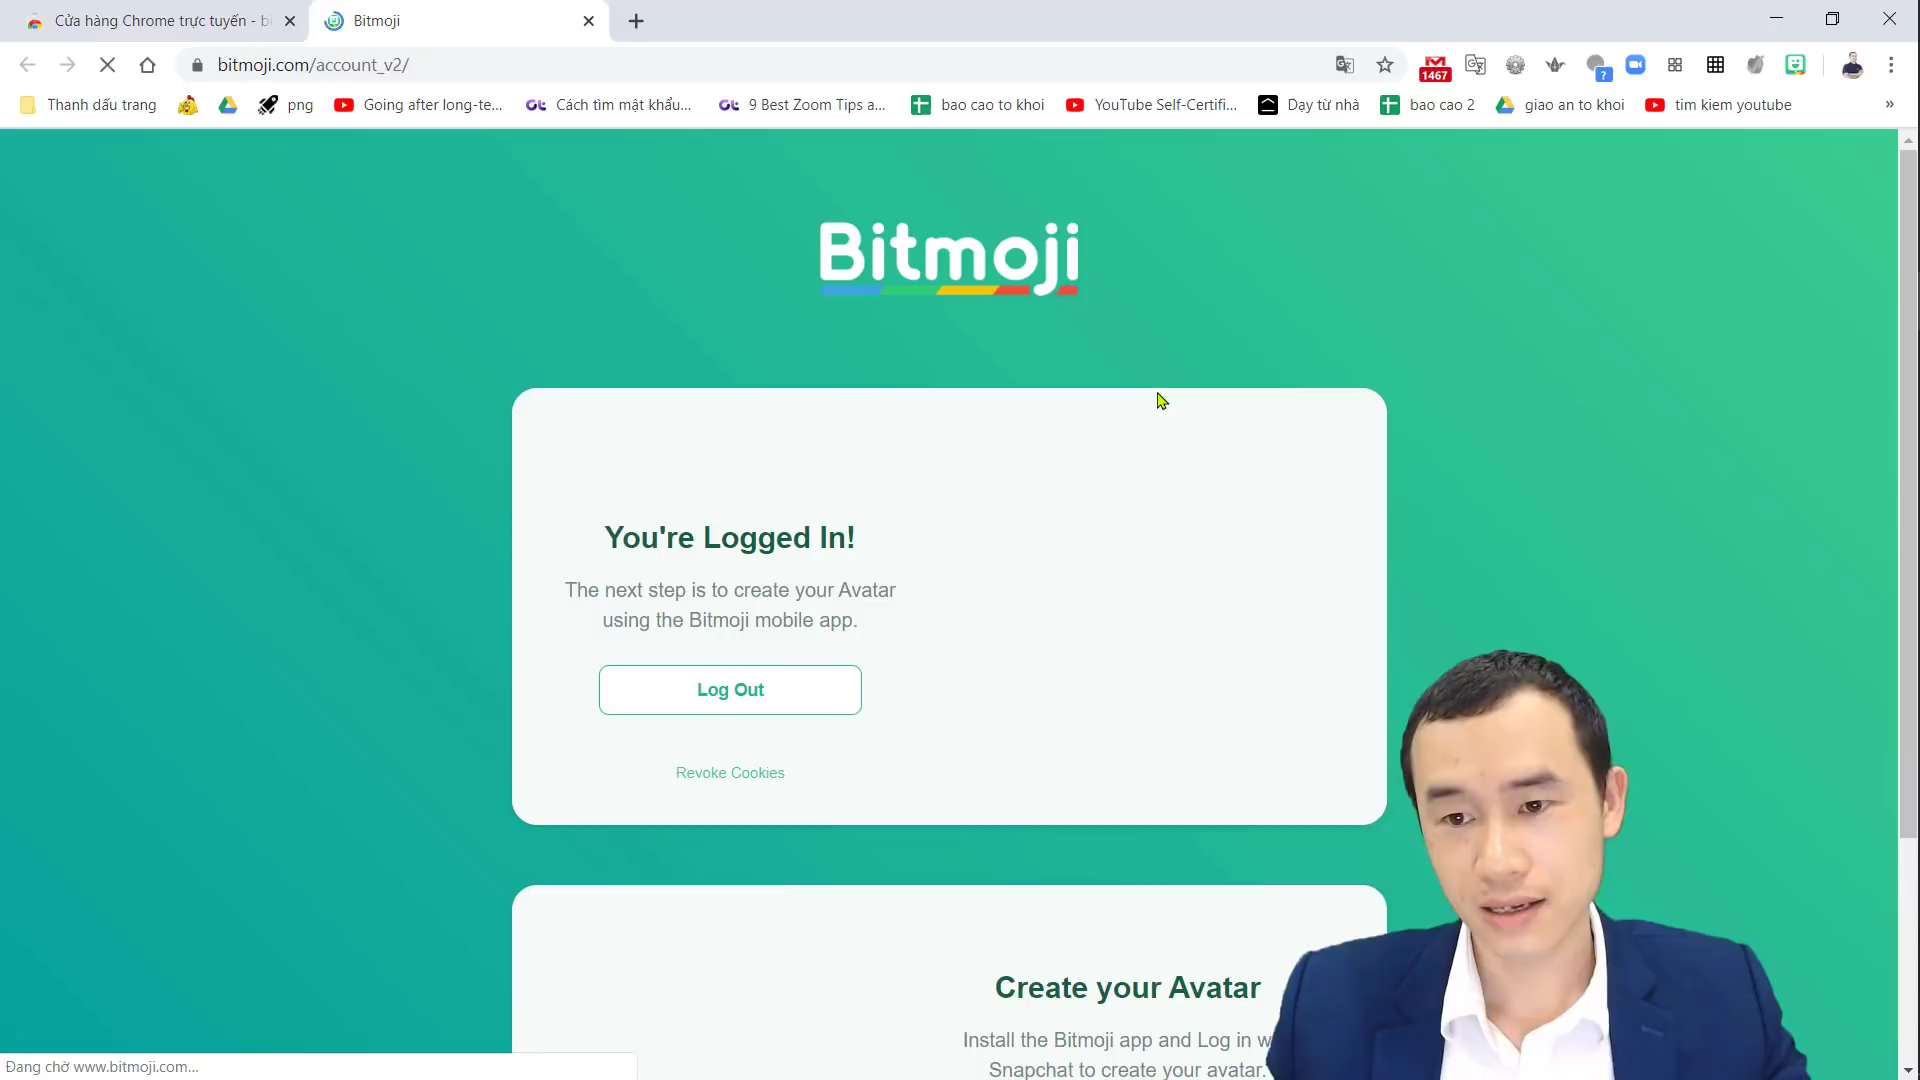 Cửa hàng Chrome trực tuyến - bi
Bitmoji
bitmoji.com/account_v2/
1467
?
Thanh dấu trang
png
Going after long-te...
Cách tìm mật khẩu...
9 Best Zoom Tips a...
bao cao to khoi
YouTube Self-Certifi...
Dạy từ nhà
bao cao 2
giao an to khoi
tim kiem youtube
»
Bitmoji
You're Logged In!
The next step is to create your Avatar
using the Bitmoji mobile app.
Log Out
Revoke Cookies
Create your Avatar
Install the Bitmoji app and Log in w
Snapchat to create your avatar.
Đang chờ www.bitmoji.com...